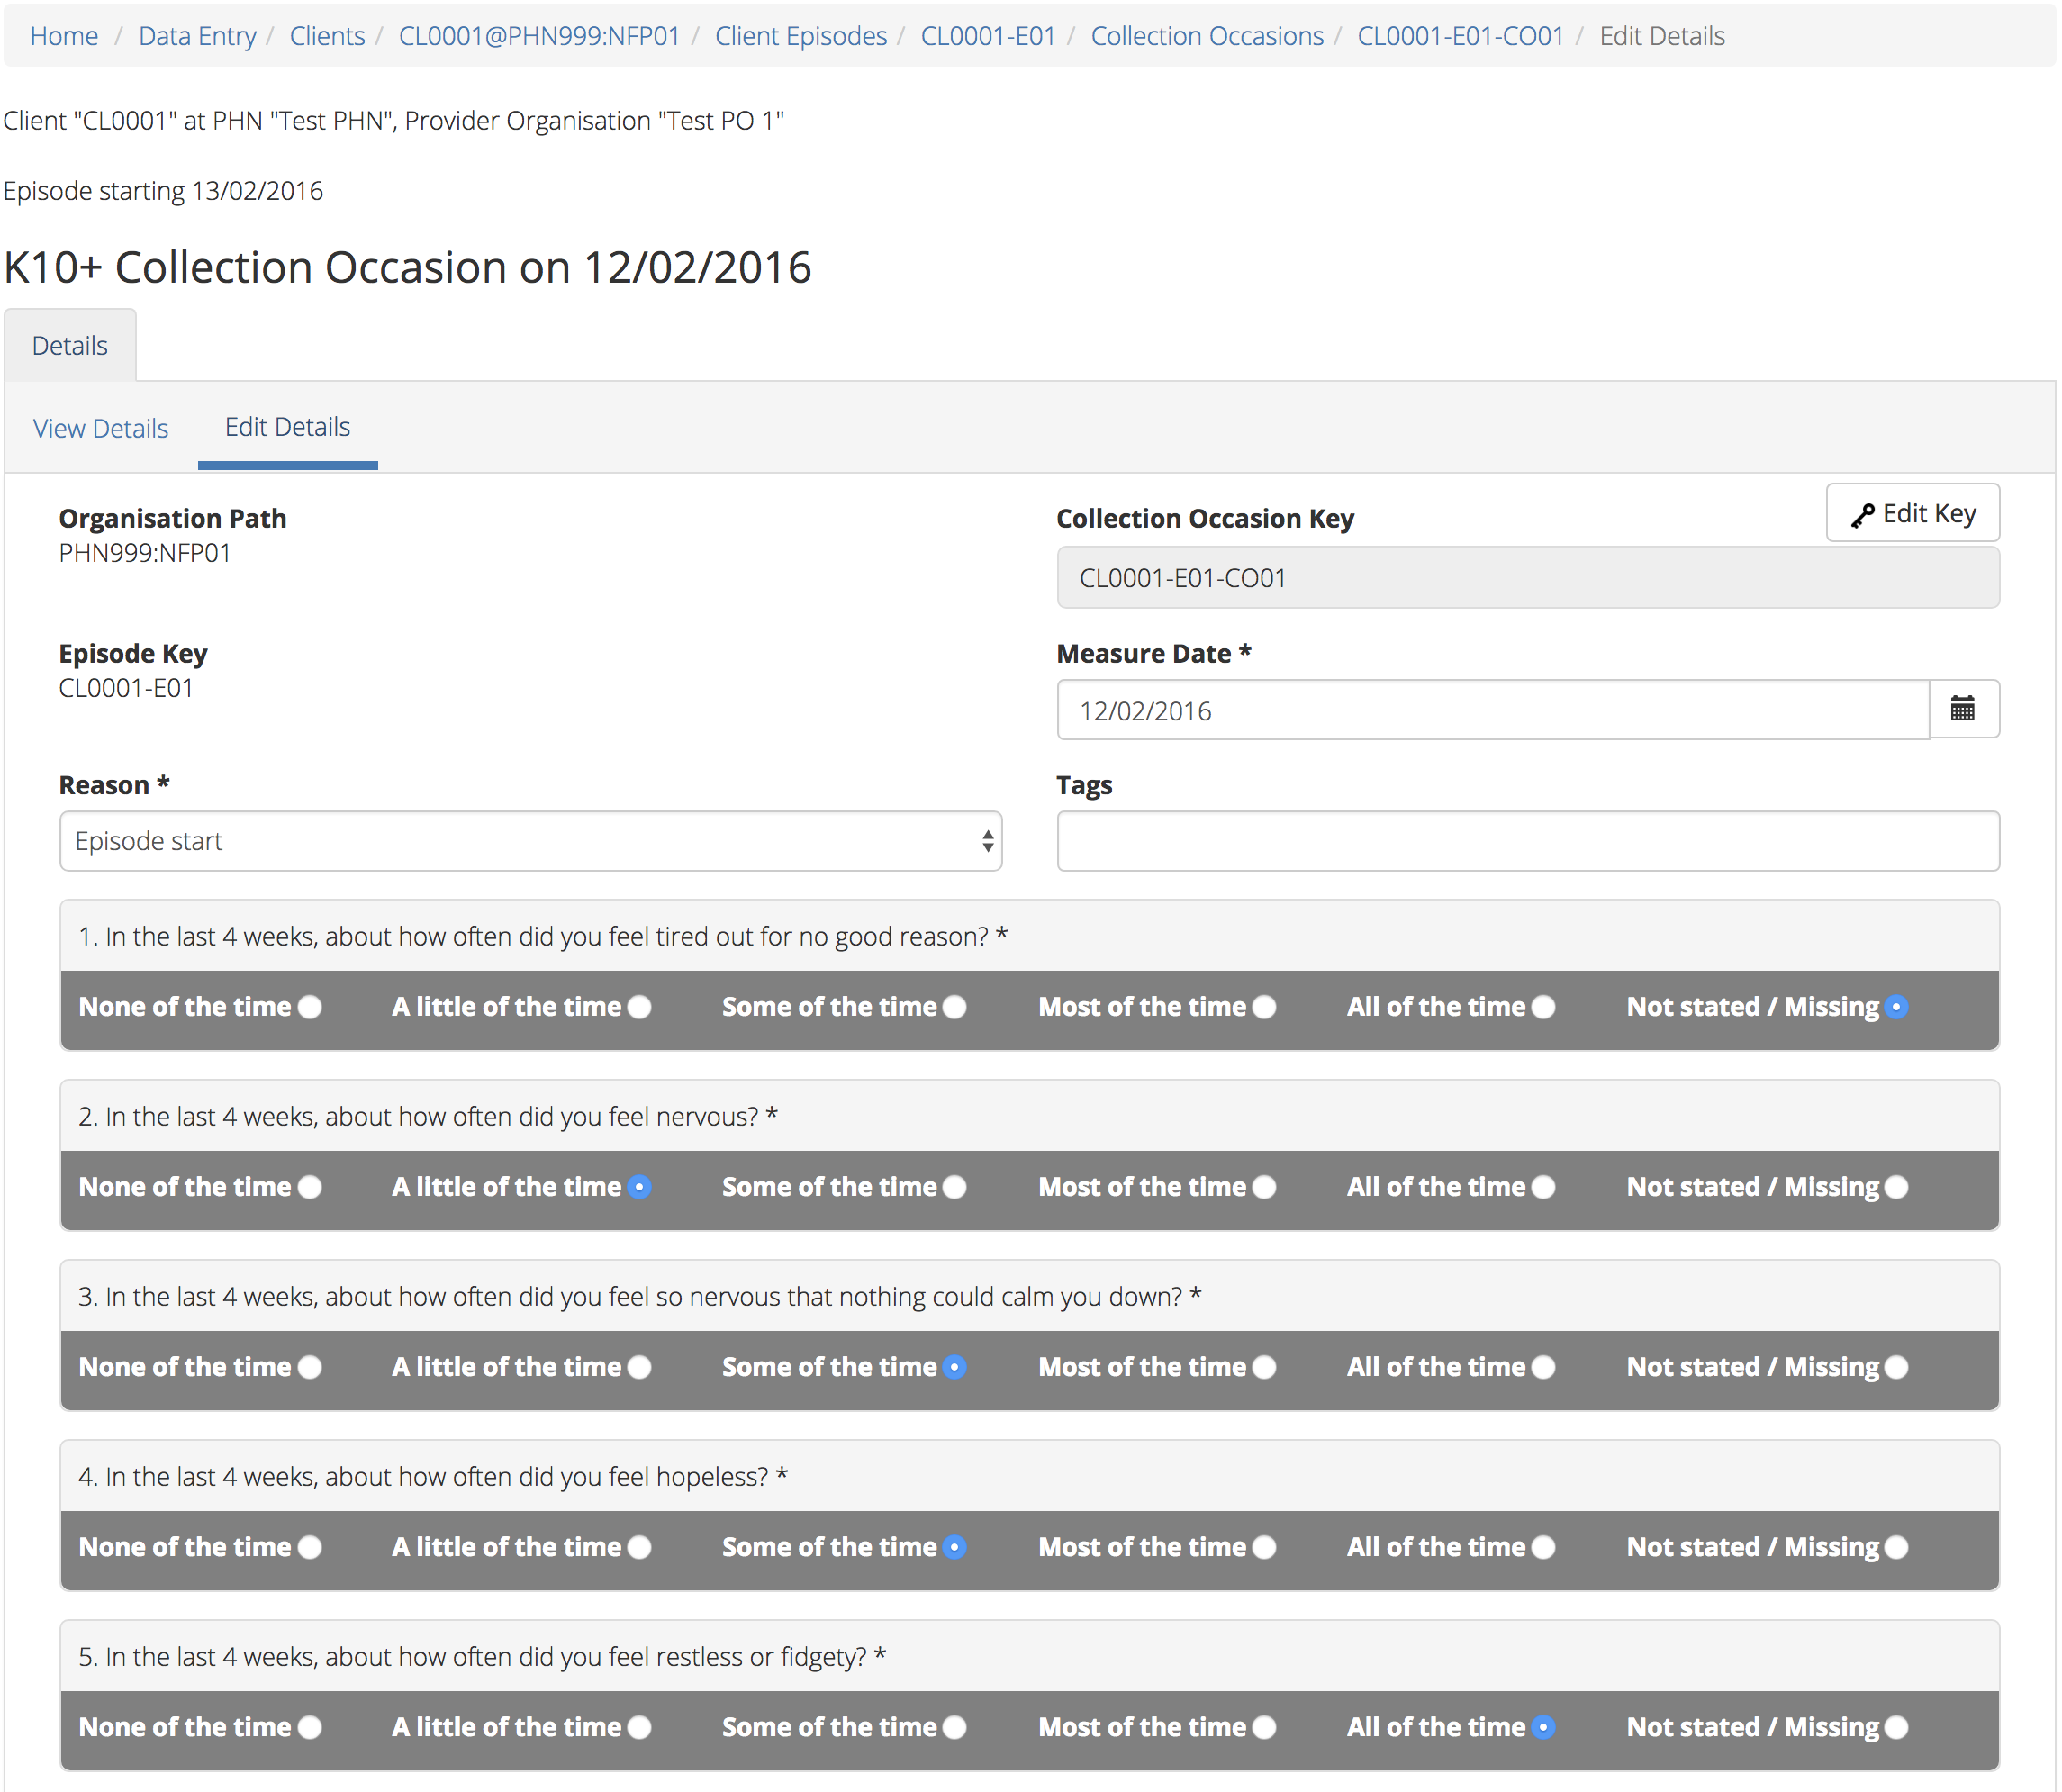 Home / Data Entry / Clients / CL0001@PHN999:NFP01 / Client Episodes / CL0001-E01 / Collection Occasions / CL0001-E01-CO01 / Edit Details
Client "CL0001" at PHN "Test PHN", Provider Organisation "Test PO 1"
Episode starting 13/02/2016
K10+ Collection Occasion on 12/02/2016
Details
View Details Edit Details
Organisation Path
PHN999:NFP01
Collection Occasion Key
Edit Key
CL0001-E01-CO01
Episode Key
CL0001-E01
Measure Date *
12/02/2016
Reason *
Episode start
Tags
1. In the last 4 weeks, about how often did you feel tired out for no good reason? *
None of the time A little of the time Some of the time Most of the time All of the time Not stated / Missing
2. In the last 4 weeks, about how often did you feel nervous? *
None of the time A little of the time Some of the time Most of the time All of the time Not stated / Missing
3. In the last 4 weeks, about how often did you feel so nervous that nothing could calm you down? *
None of the time A little of the time Some of the time Most of the time All of the time Not stated / Missing
4. In the last 4 weeks, about how often did you feel hopeless? *
None of the time A little of the time Some of the time Most of the time All of the time Not stated / Missing
5. In the last 4 weeks, about how often did you feel restless or fidgety? *
None of the time A little of the time Some of the time Most of the time All of the time Not stated / Missing